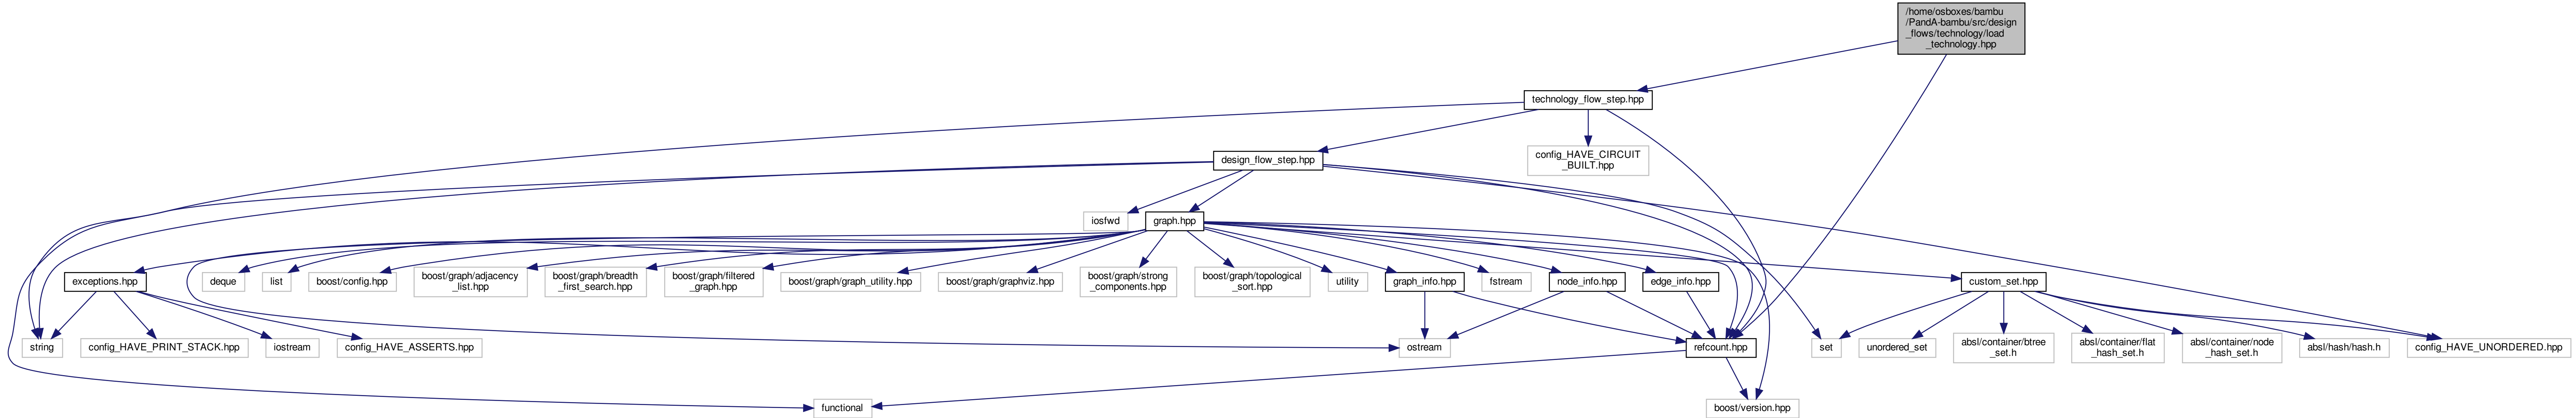 /home/osboxes/bambu
/PandA-bambu/src/design
_flows/technology/load
_technology.hpp
technology_flow_step.hpp
design_flow_step.hpp
config_HAVE_CIRCUIT
_BUILT.hpp
iosfwd
graph.hpp
exceptions.hpp
deque
list
boost/config.hpp
boost/graph/adjacency
_list.hpp
boost/graph/breadth
_first_search.hpp
boost/graph/filtered
_graph.hpp
boost/graph/graph_utility.hpp
boost/graph/graphviz.hpp
boost/graph/strong
_components.hpp
boost/graph/topological
_sort.hpp
utility
graph_info.hpp
fstream
node_info.hpp
edge_info.hpp
custom_set.hpp
string
config_HAVE_PRINT_STACK.hpp
iostream
config_HAVE_ASSERTS.hpp
ostream
refcount.hpp
set
unordered_set
absl/container/btree
_set.h
absl/container/flat
_hash_set.h
absl/container/node
_hash_set.h
absl/hash/hash.h
config_HAVE_UNORDERED.hpp
functional
boost/version.hpp